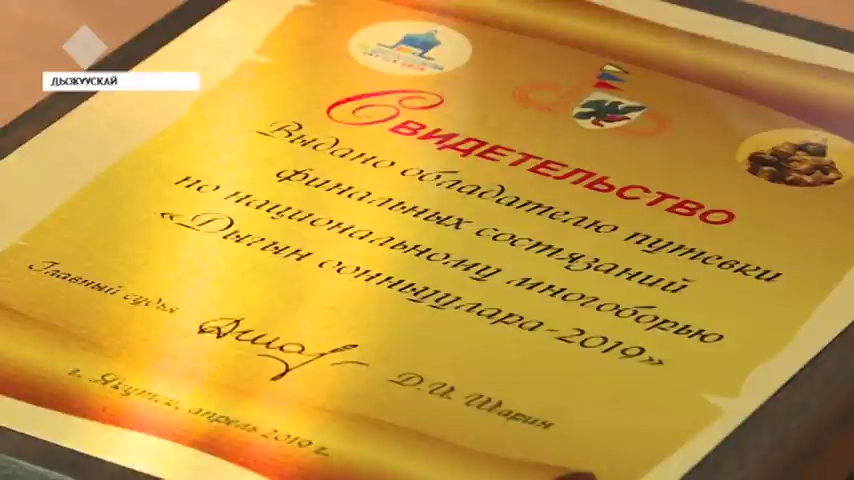 ДЬОКУУСКАЙ
Свидетельство
Выдано обладателю путевки
финальных состязаний
по национальному многоборью
«Дыгын оонньуулара-2019»
Главный судья
Д.И. Шарин
г. Якутск, апрель 2019 г.